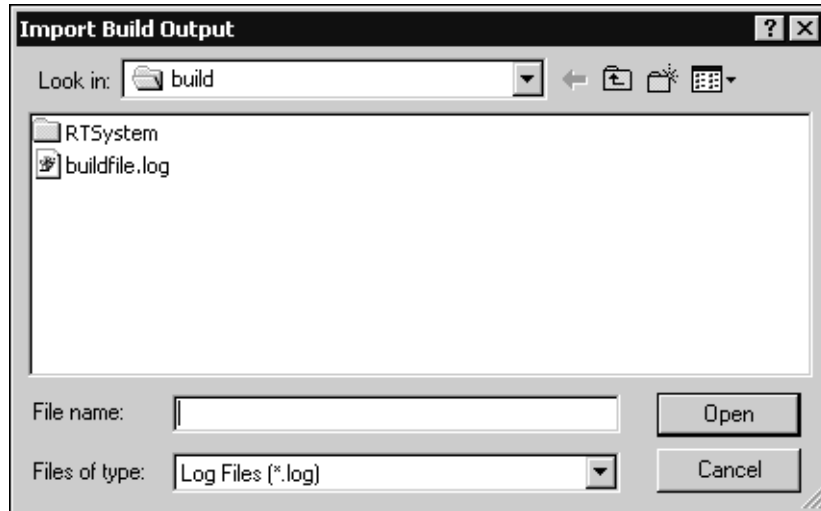 Import Build Output
Look in: build
RTSystem
buildfile.log
File name: Open
Files of type: Log Files (*.log) Cancel